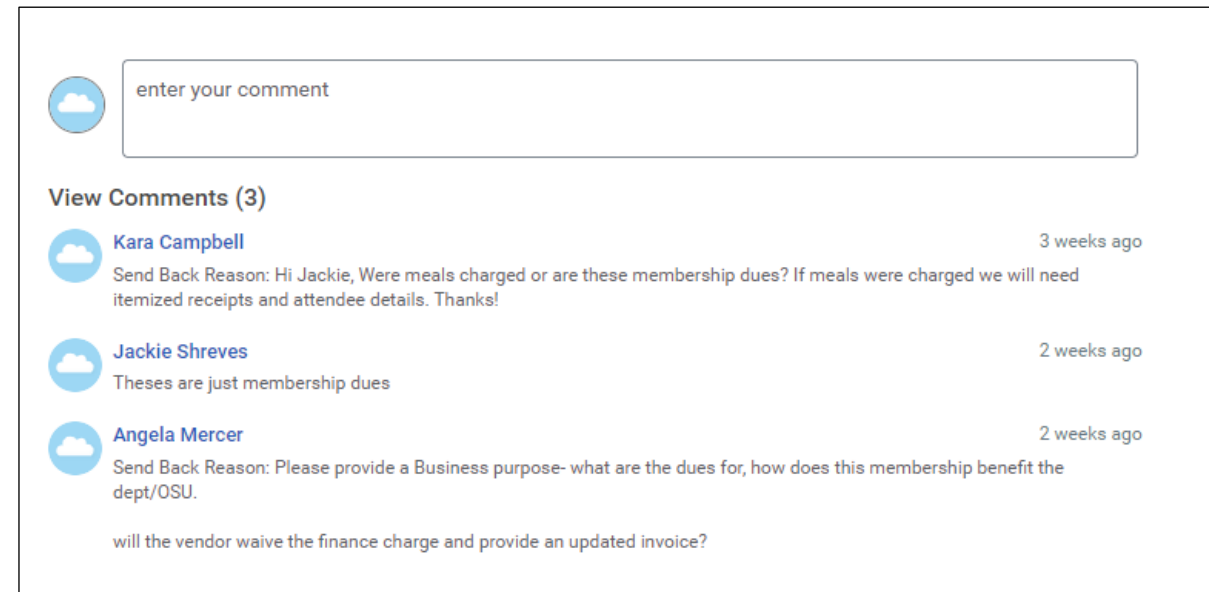 enter your comment
View Comments (3)
Kara Campbell
3 weeks ago
Send Back Reason: Hi Jackie, Were meals charged or are these membership dues? If meals were charged we will need
itemized receipts and attendee details. Thanks!
Jackie Shreves
2 weeks ago
Theses are just membership dues
Angela Mercer
2 weeks ago
Send Back Reason: Please provide a Business purpose- what are the dues for, how does this membership benefit the
dept/OSU.
will the vendor waive the finance charge and provide an updated invoice?